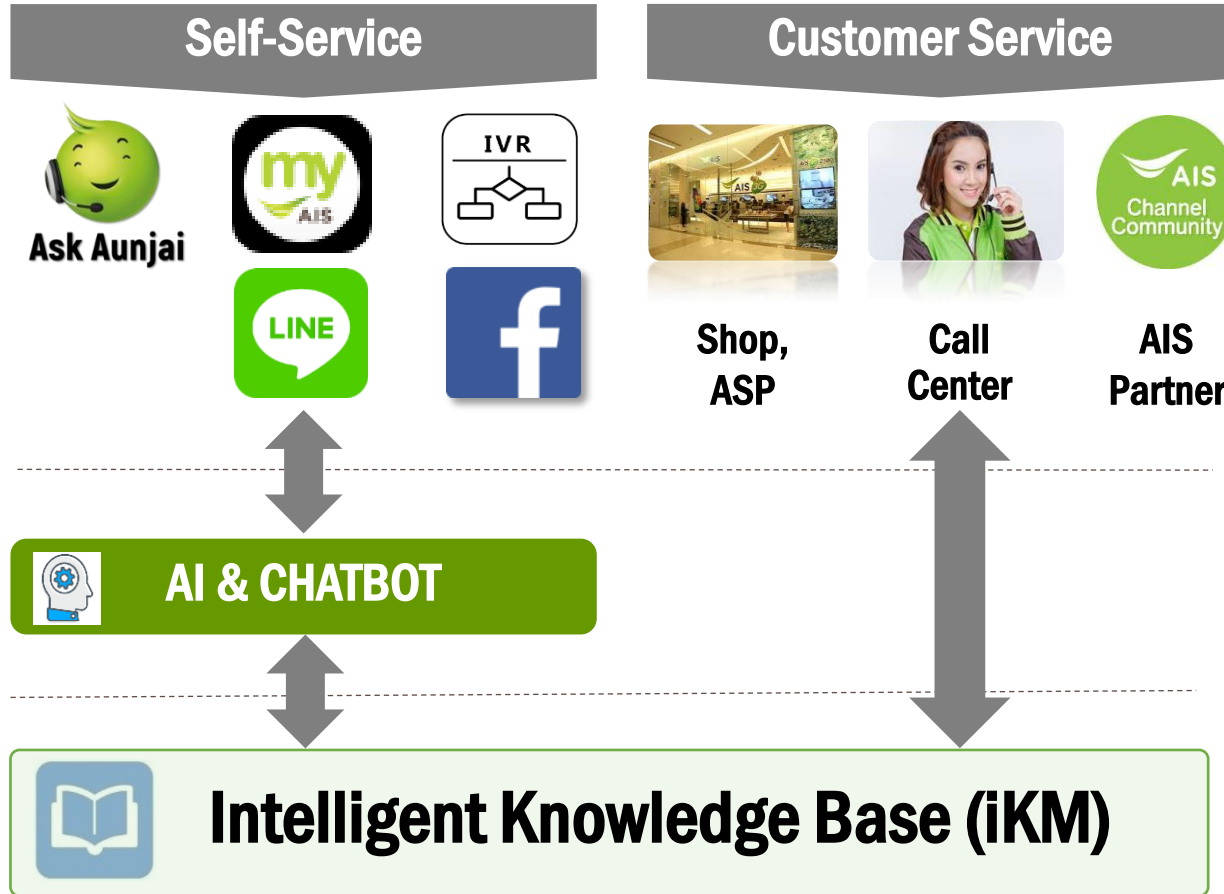 Self-Service
Customer Service
Ask Aunjai
my
AIS
IVR
LINE
f
AIS
AIS
Channel
Community
Shop,
ASP
Call
Center
AIS
Partner
AI & CHATBOT
Intelligent Knowledge Base (iKM)